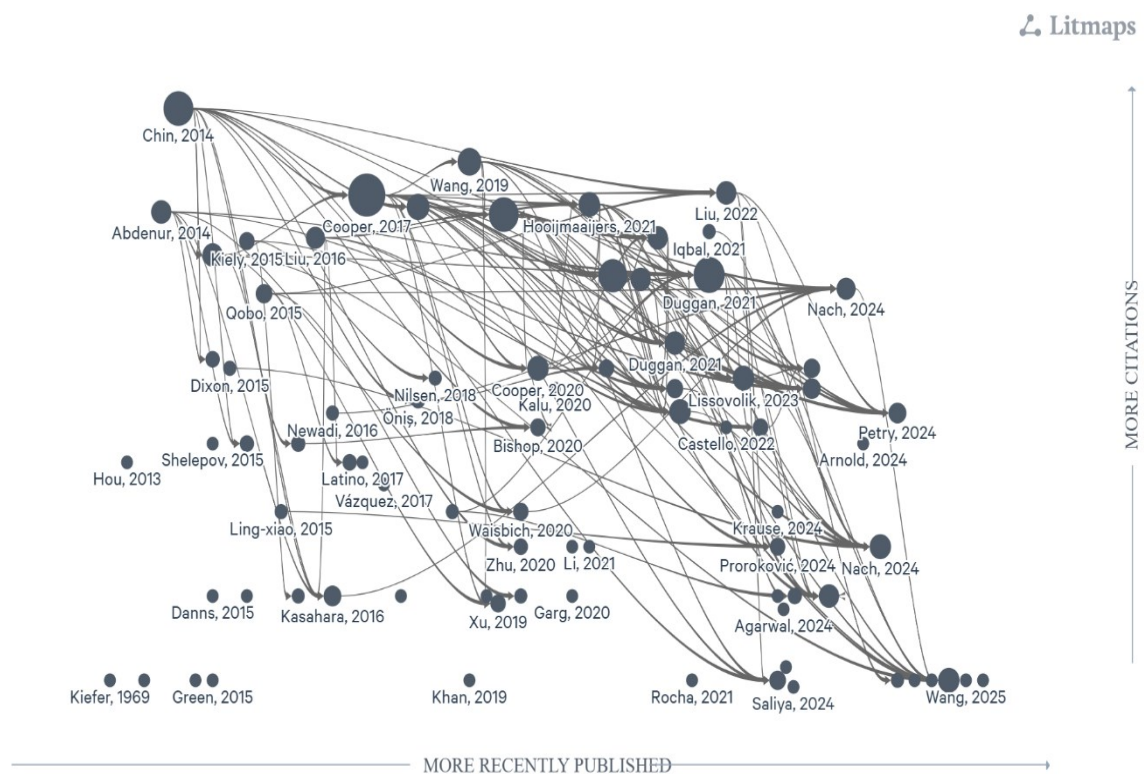 Litmaps
Chin, 2014
Wang, 2019
Liu, 2022
Cooper, 2017
Hooijmaaijers, 2021
Abdenur, 2014
Iqbal, 2021
Kiely, 2015
Liu, 2016
Qobo, 2015
Duggan, 2021
Nach, 2024
Duggan, 2021
Dixon, 2015
Nilsen, 2018
Cooper, 2020
Lissovolik, 2023
Kalu, 2020
Öniş, 2018
Newadi, 2016
Petry, 2024
Bishop, 2020
Castello, 2022
Shelepov, 2015
Arnold, 2024
Hou, 2013
Latino, 2017
Vázquez, 2017
Ling-xiao, 2015
Waisbich, 2020
Krause, 2024
Zhu, 2020
Li, 2021
Proroković, 2024
Nach, 2024
Danns, 2015
Kasahara, 2016
Xu, 2019
Garg, 2020
Agarwal, 2024
Kiefer, 1969
Green, 2015
Khan, 2019
Rocha, 2021
Saliya, 2024
Wang, 2025
MORE CITATIONS
MORE RECENTLY PUBLISHED